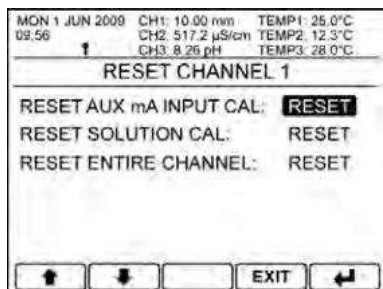 MON 1 JUN 2009 CH1: 10.00 mm TEMP1: 25.0°C
09:56 CH2: 517.2 µS/cm TEMP2: 12.3°C
CH3: 8.26 pH TEMP3: 28.0°C
RESET CHANNEL 1
RESET AUX mA INPUT CAL: RESET
RESET SOLUTION CAL: RESET
RESET ENTIRE CHANNEL: RESET
EXIT